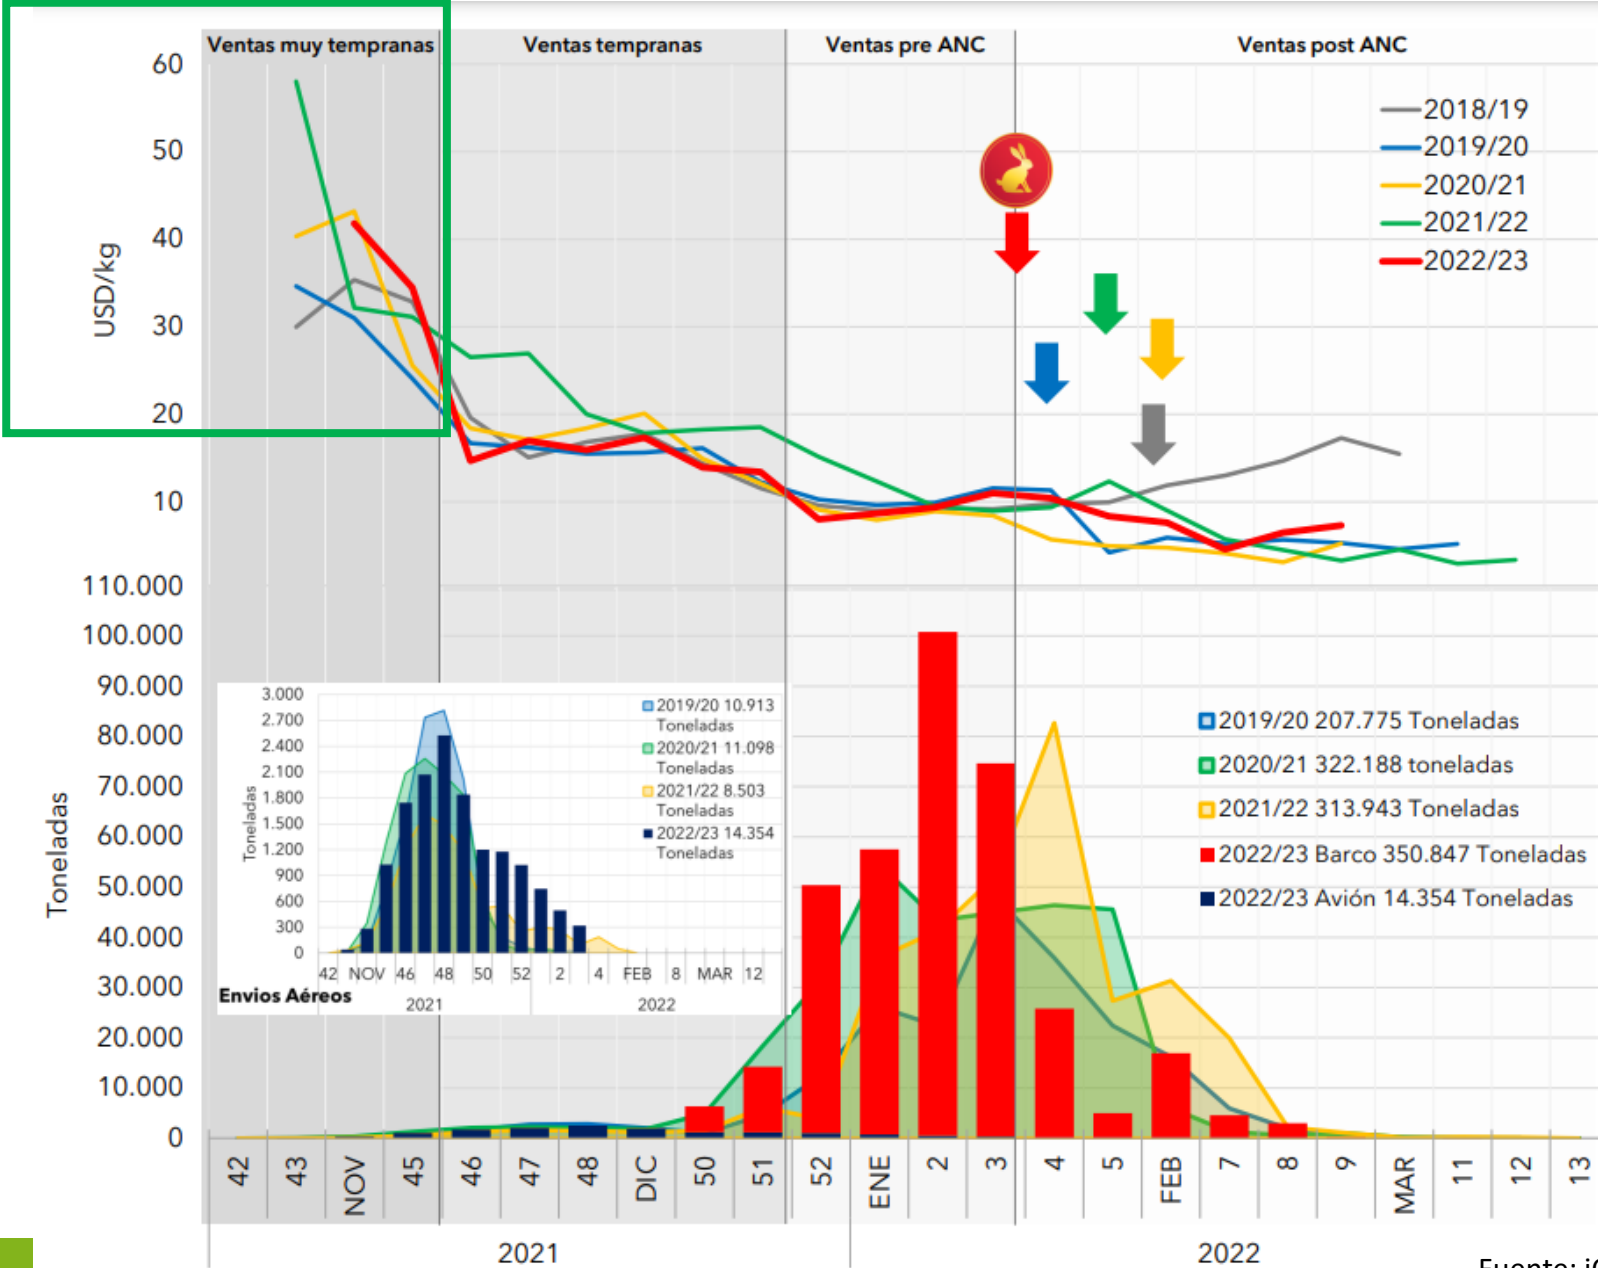 Ventas muy tempranas
Ventas tempranas
Ventas pre ANC
Ventas post ANC
60
50
40
30
20
10
USD/kg
2018/19
2019/20
2020/21
2021/22
2022/23
110.000
100.000
90.000
80.000
70.000
60.000
50.000
40.000
30.000
20.000
10.000
0
Toneladas
3.000
2.700
2.400
2.100
1.800
1.500
1.200
900
600
300
0
Toneladas
2019/20 10.913
Toneladas
2020/21 11.098
Toneladas
2021/22 8.503
Toneladas
2022/23 14.354
Toneladas
42 NOV 46 48 50 52 2 4 FEB 8 MAR 12
Envios Aéreos
2021 2022
2019/20 207.775 Toneladas
2020/21 322.188 toneladas
2021/22 313.943 Toneladas
2022/23 Barco 350.847 Toneladas
2022/23 Avión 14.354 Toneladas
42 43 NOV 45 46 47 48 DIC 50 51 52 ENE 2 3 4 5 FEB 7 8 9 MAR 11 12 13
2021 2022
Fuente: